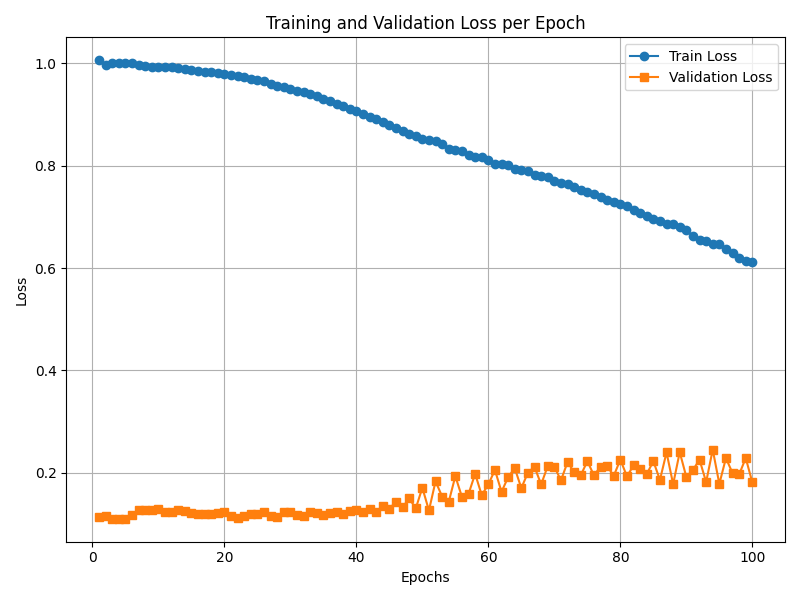 Training and Validation Loss per Epoch
Train Loss
Validation Loss
1.0
0.8
0.6
0.4
0.2
Loss
0 20 40 60 80 100
Epochs